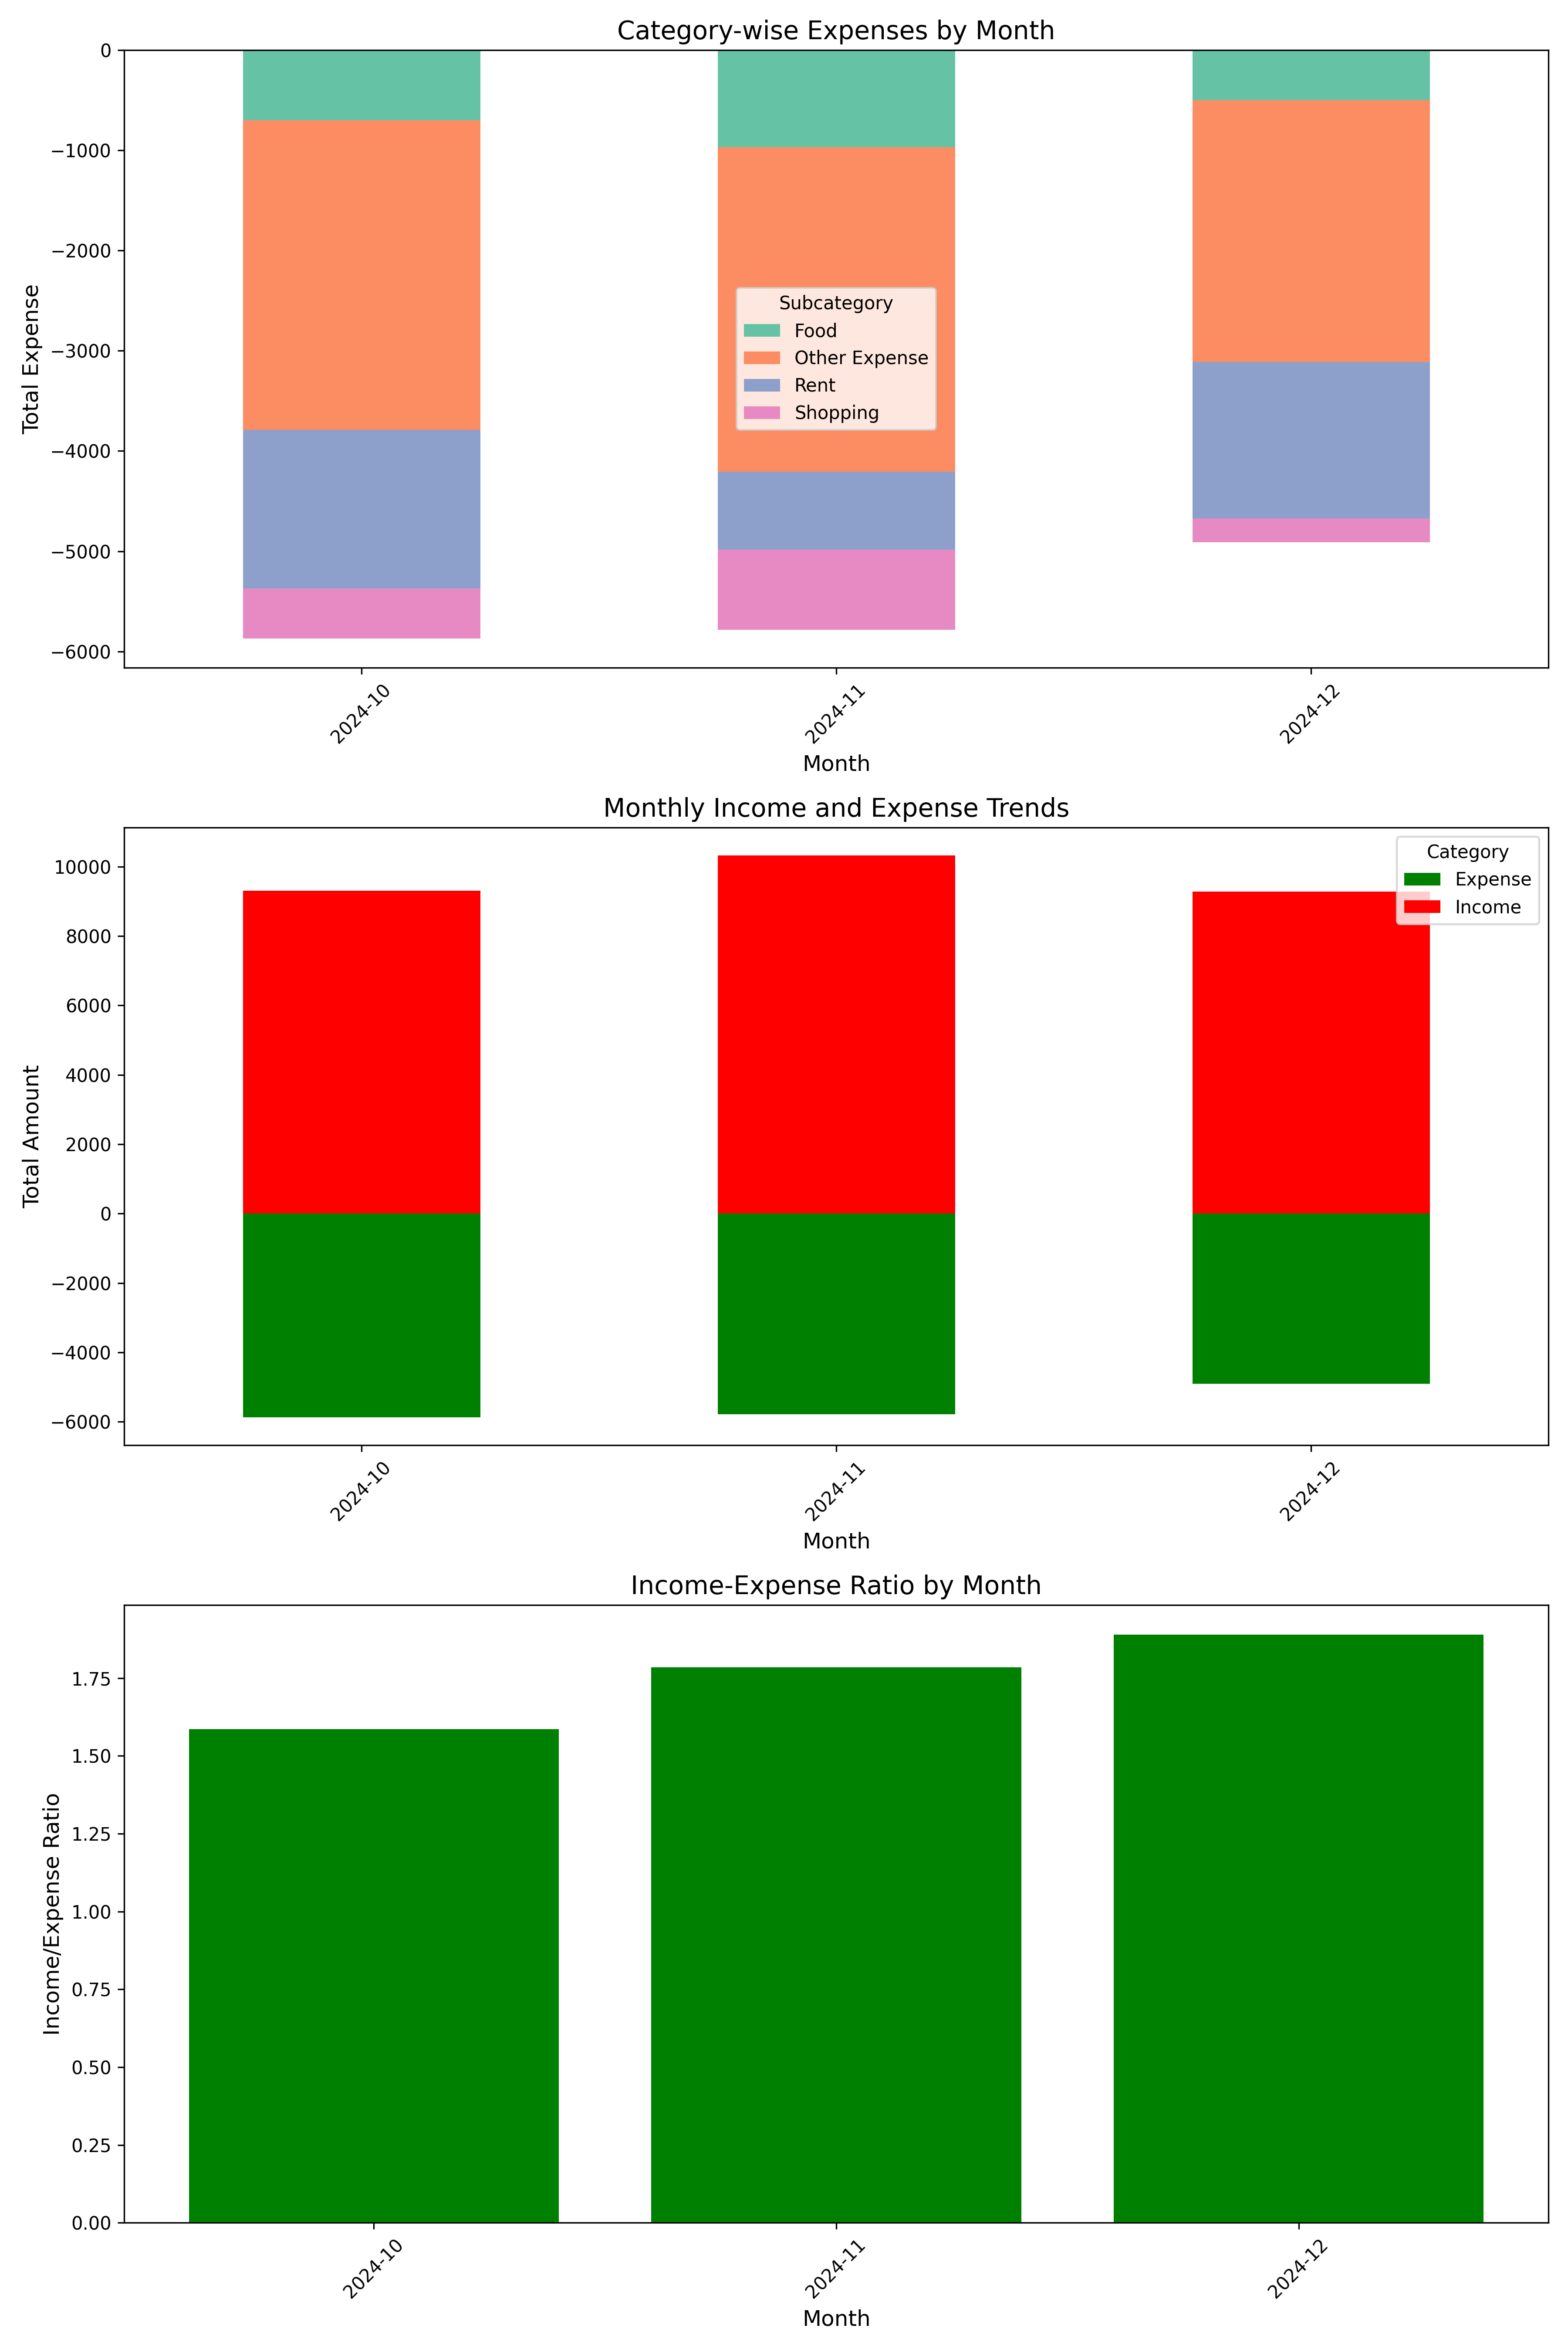 Category-wise Expenses by Month
Total Expense
0
−1000
−2000
−3000
−4000
−5000
−6000
Subcategory
Food
Other Expense
Rent
Shopping
2024-10
2024-11
2024-12
Month
Monthly Income and Expense Trends
Total Amount
10000
8000
6000
4000
2000
0
−2000
−4000
−6000
Category
Expense
Income
2024-10
2024-11
2024-12
Month
Income-Expense Ratio by Month
Income/Expense Ratio
1.75
1.50
1.25
1.00
0.75
0.50
0.25
0.00
2024-10
2024-11
2024-12
Month